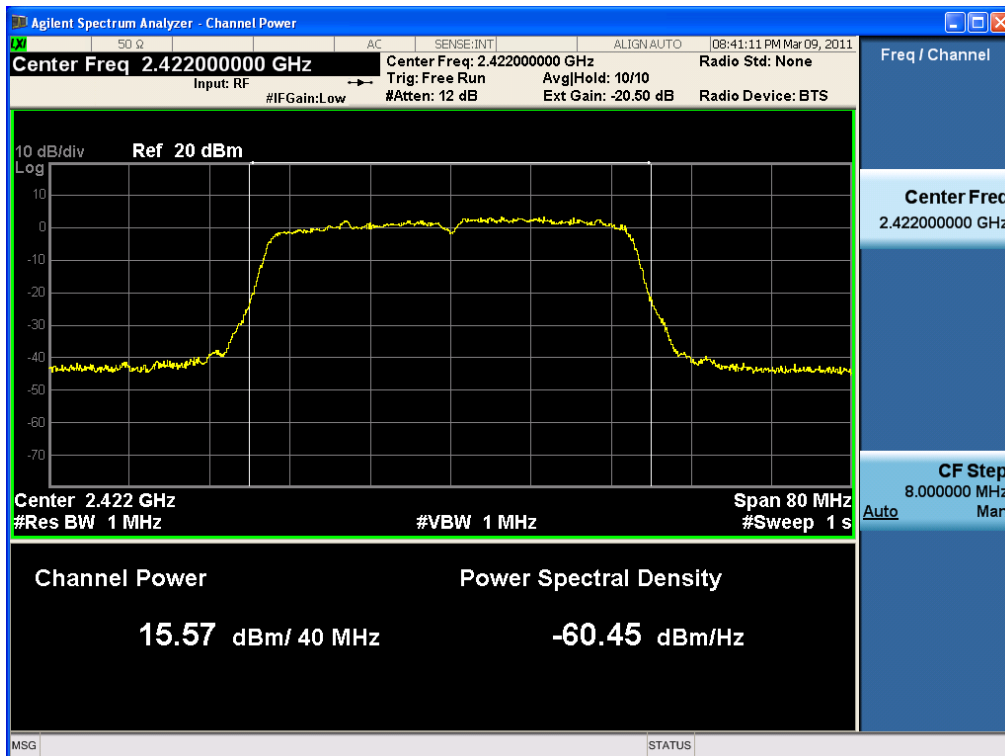 Agilent Spectrum Analyzer - Channel Power
LXI 50 Ω AC SENSE:INT ALIGN AUTO 08:41:11 PM Mar 09, 2011
Center Freq 2.422000000 GHz
Input: RF
#IFGain:Low
Center Freq: 2.422000000 GHz
Trig: Free Run Avg|Hold: 10/10
#Atten: 12 dB Ext Gain: -20.50 dB
Radio Std: None
Radio Device: BTS
Freq / Channel
10 dB/div Ref 20 dBm
Log
10
0
-10
-20
-30
-40
-50
-60
-70
Center Freq
2.422000000 GHz
Center 2.422 GHz Span 80 MHz
#Res BW 1 MHz #VBW 1 MHz #Sweep 1 s
CF Step
8.000000 MHz
Auto Man
Channel Power Power Spectral Density
15.57 dBm/ 40 MHz -60.45 dBm/Hz
MSG STATUS